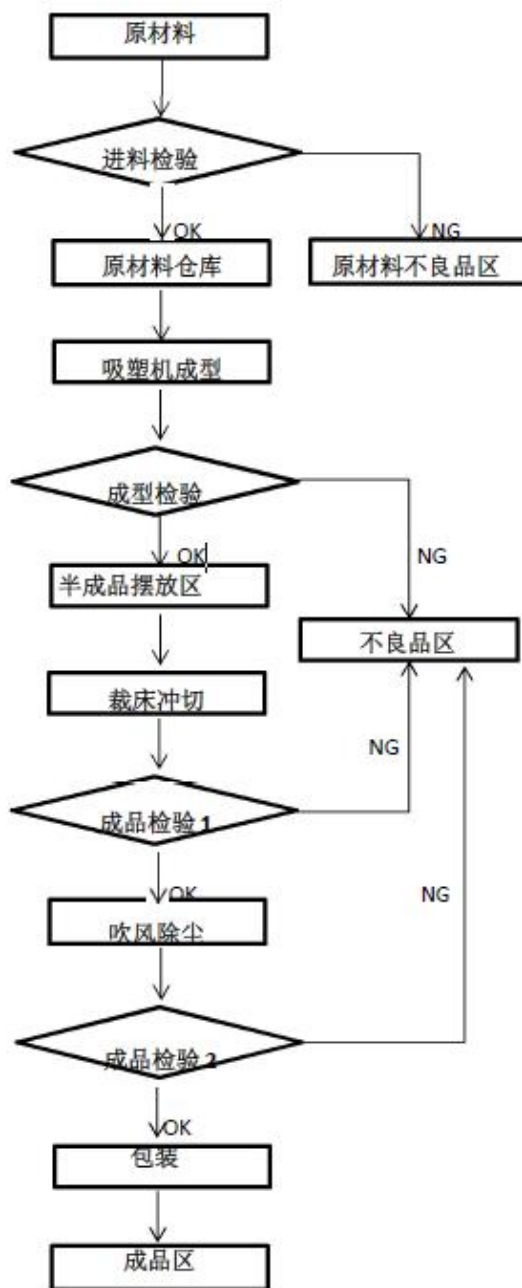 原材料
进料检验
OK
NG
原材料仓库
原材料不良品区
吸塑机成型
成型检验
OK
NG
半成品摆放区
不良品区
裁床冲切
NG
成品检验 1
OK
NG
吹风除尘
成品检验 2
OK
包装
成品区